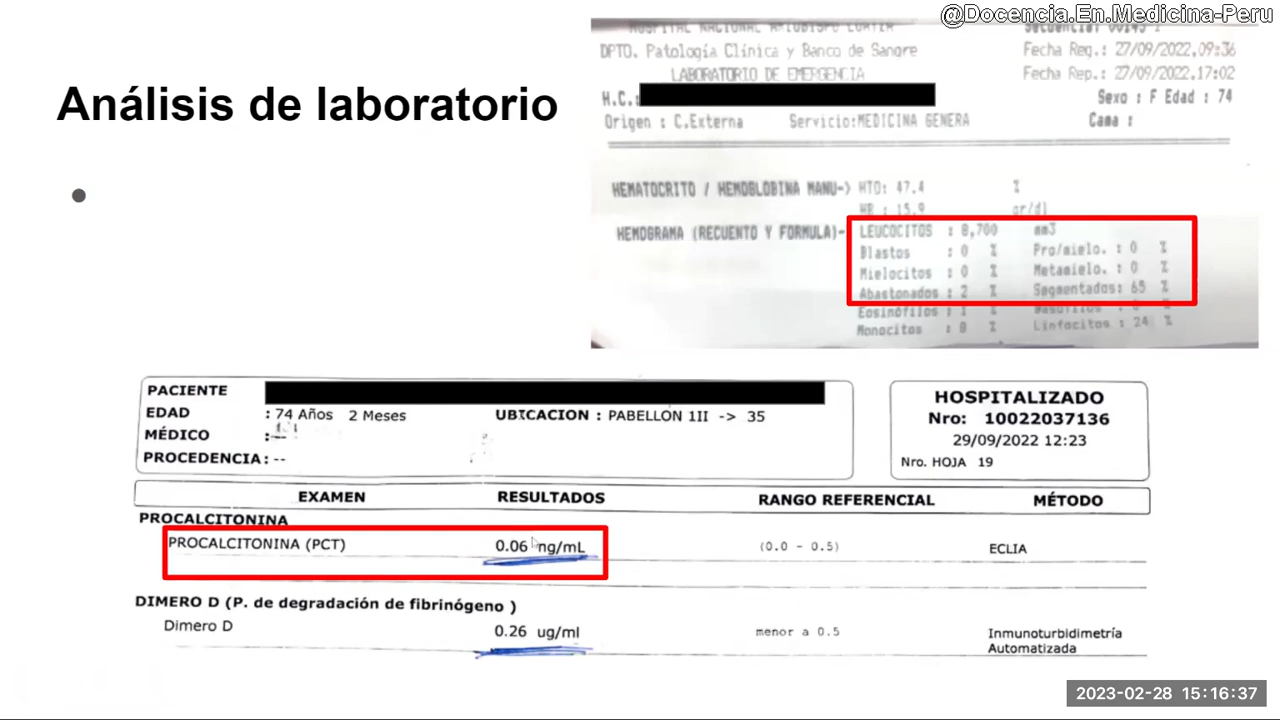 @Docencia.En.Medicina-Peru
Análisis de laboratorio
HOSPITAL NACIONAL ARZOBISPO LOAYZA
DPTO. Patología Clínica y Banco de Sangre Fecha Reg.: 27/09/2022,09:36
LABORATORIO DE EMERGENCIA Fecha Rep.: 27/09/2022,17:02
H.C.: Sexo : F Edad : 74
Origen : C.Externa Servicio:MEDICINA GENERA Cama :
HEMATOCRITO / HEMOGLOBINA MANU-> HTO: 47.4 %
HB : 15.9 gr/dl
HEMOGRAMA (RECUENTO Y FORMULA)- LEUCOCITOS : 8,700 mm3
Blastos : 0 % Pro/mielo. : 0 %
Mielocitos : 0 % Metamielo. : 0 %
Abastonados : 2 % Segmentados: 65 %
Eosinófilos : 1 % Basófilos : 0 %
Monocitos : 8 % Linfocitos : 24 %
PACIENTE
EDAD : 74 Años 2 Meses UBICACION : PABELLON 1II -> 35
MÉDICO :
PROCEDENCIA: --
HOSPITALIZADO
Nro: 10022037136
29/09/2022 12:23
Nro. HOJA 19
EXAMEN RESULTADOS RANGO REFERENCIAL MÉTODO
PROCALCITONINA
PROCALCITONINA (PCT) 0.06 ng/mL (0.0 - 0.5) ECLIA
DIMERO D (P. de degradación de fibrinógeno )
Dimero D 0.26 ug/ml menor a 0.5 Inmunoturbidimetría
Automatizada
2023-02-28 15:16:37